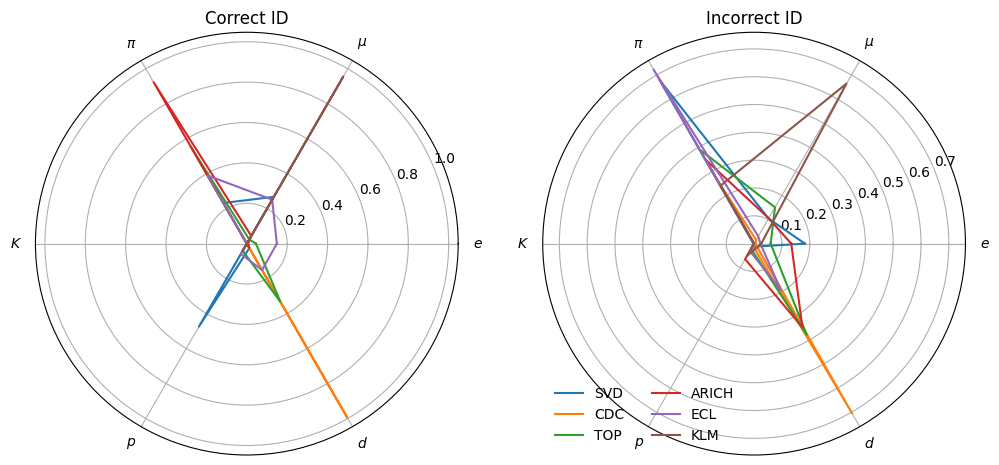 Correct ID
π
μ
K
e
p
d
0.2
0.4
0.6
0.8
1.0
Incorrect ID
π
μ
K
e
p
d
0.1
0.2
0.3
0.4
0.5
0.6
0.7
SVD
CDC
TOP
ARICH
ECL
KLM